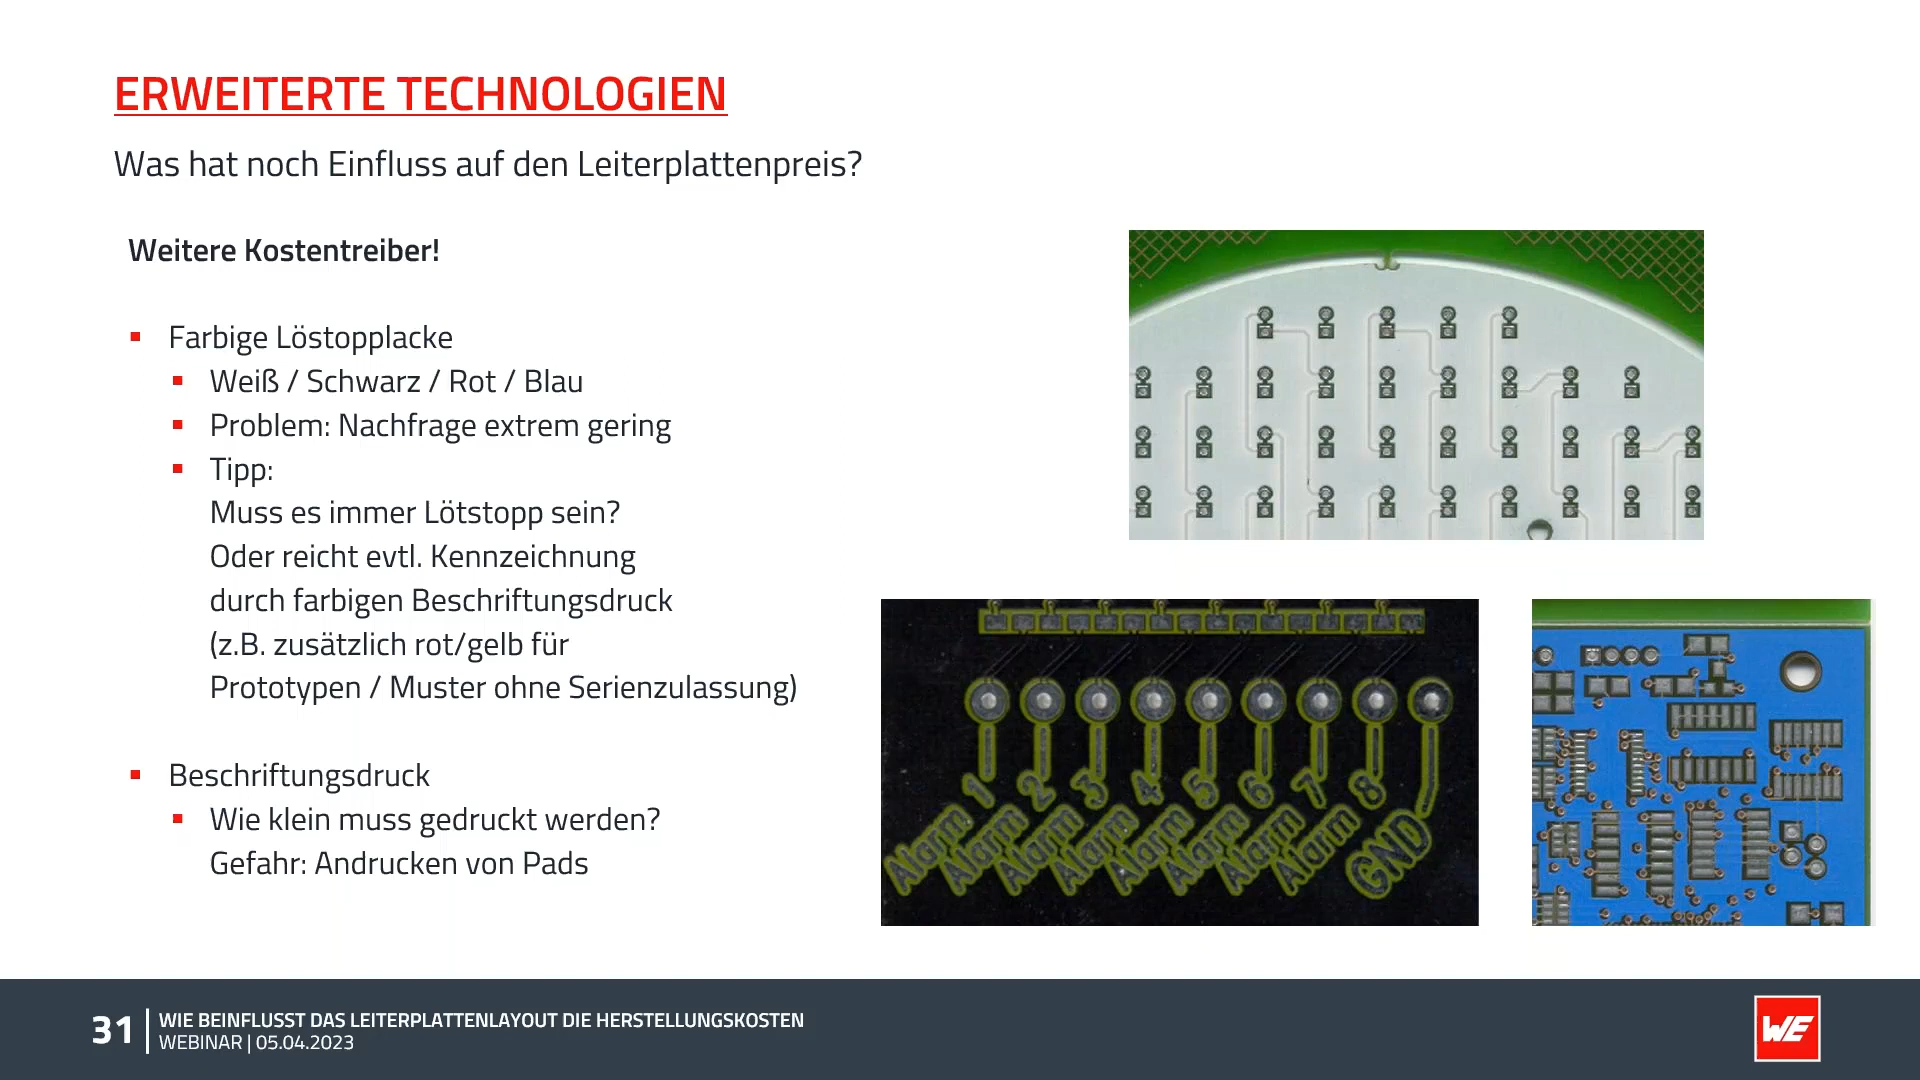 ERWEITERTE TECHNOLOGIEN
Was hat noch Einfluss auf den Leiterplattenpreis?
Weitere Kostentreiber!
Farbige Löstopplacke
Weiß / Schwarz / Rot / Blau
Problem: Nachfrage extrem gering
Tipp:
Muss es immer Lötstopp sein?
Oder reicht evtl. Kennzeichnung
durch farbigen Beschriftungsdruck
(z.B. zusätzlich rot/gelb für
Prototypen / Muster ohne Serienzulassung)
Beschriftungsdruck
Wie klein muss gedruckt werden?
Gefahr: Andrucken von Pads
Alarm 1
Alarm 2
Alarm 3
Alarm 4
Alarm 5
Alarm 6
Alarm 7
Alarm 8
GND
31
WIE BEINFLUSST DAS LEITERPLATTENLAYOUT DIE HERSTELLUNGSKOSTEN
WEBINAR | 05.04.2023
WE